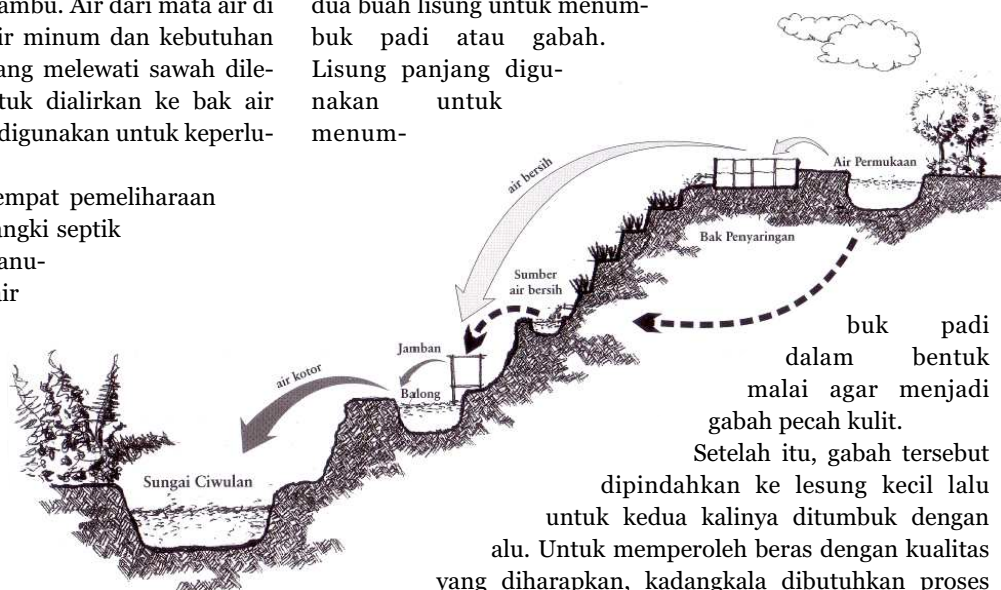 ambu. Air dari mata air di
ir minum dan kebutuhan
ang melewati sawah dile-
tuk dialirkan ke bak air
digunakan untuk keperlu-
empat pemeliharaan
angki septik
anu-
ir
dua buah lisung untuk menum-
buk padi atau gabah.
Lisung panjang digu-
nakan untuk
menum-
air bersih
Air Permukaan
Bak Penyaringan
Sumber
air bersih
Jamban
Balong
air kotor
Sungai Ciwulan
buk padi
dalam bentuk
malai agar menjadi
gabah pecah kulit.
Setelah itu, gabah tersebut
dipindahkan ke lesung kecil lalu
untuk kedua kalinya ditumbuk dengan
alu. Untuk memperoleh beras dengan kualitas
yang diharapkan, kadangkala dibutuhkan proses